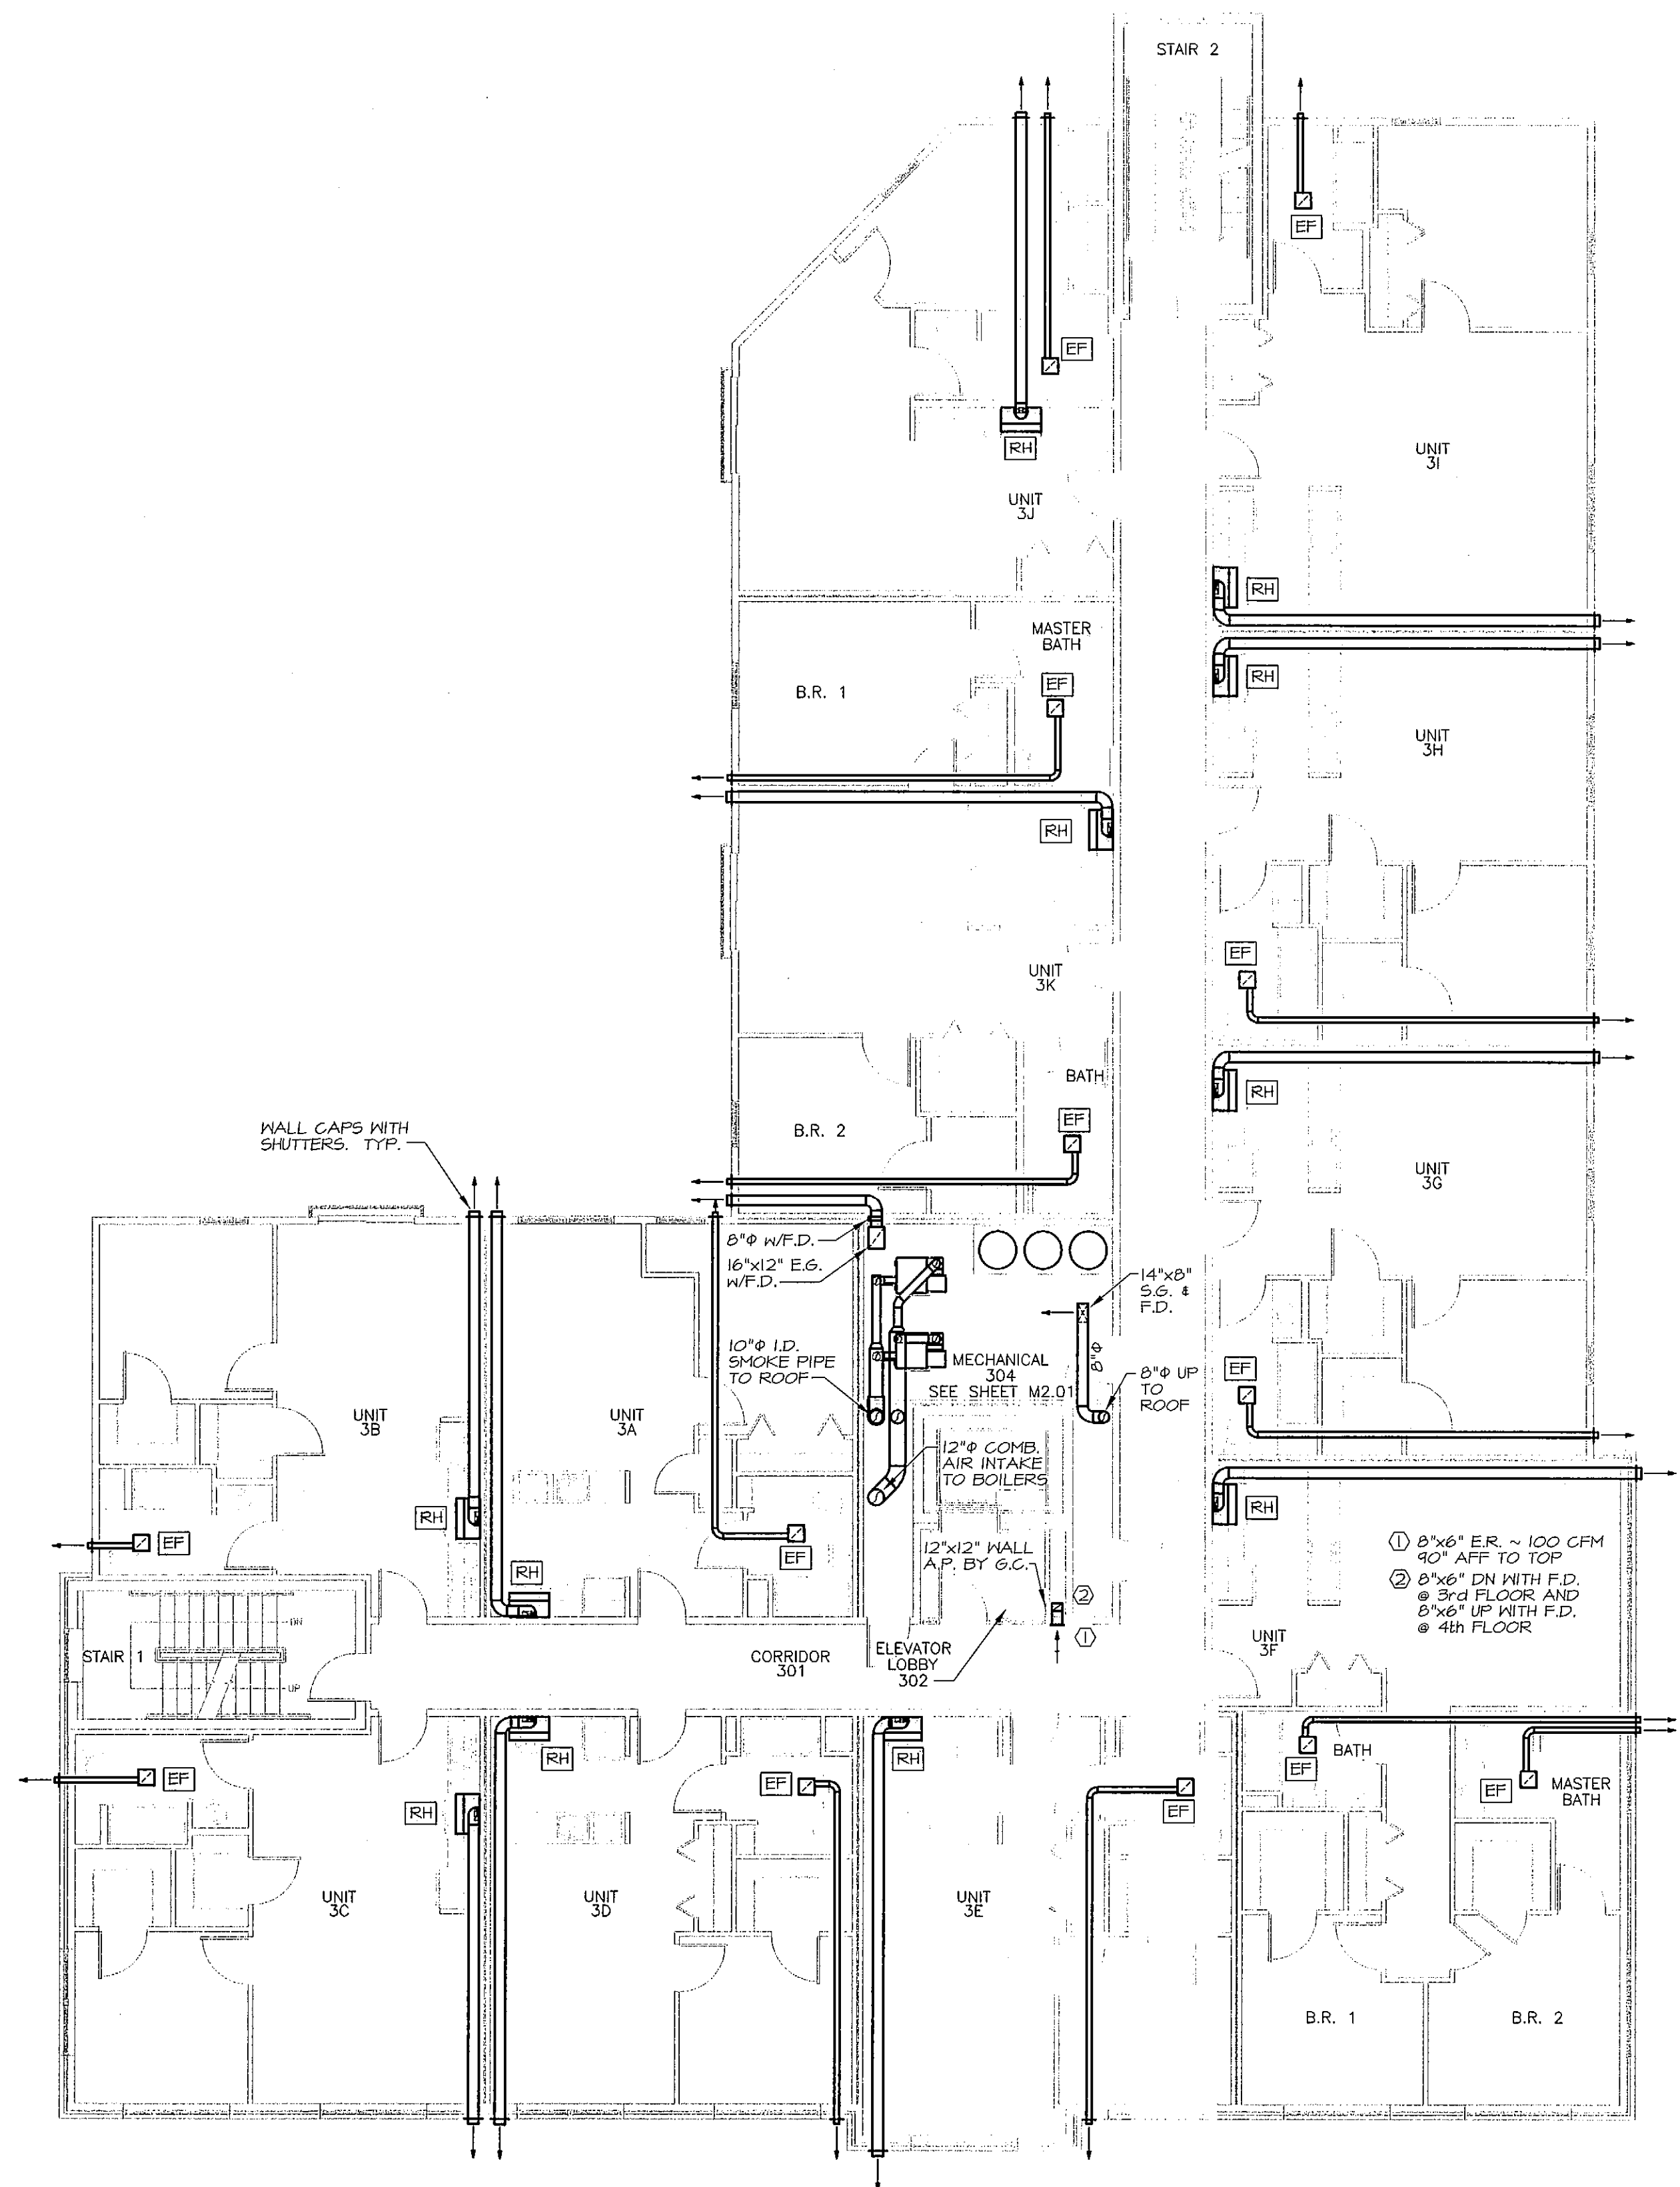 STAIR 2
EF
EF
RH
UNIT
3I
UNIT
3J
RH
MASTER
BATH
RH
EF
B.R. 1
UNIT
3H
RH
EF
UNIT
3K
BATH
RH
EF
B.R. 2
WALL CAPS WITH
SHUTTERS. TYP.
UNIT
3G
8"Φ W/F.D.
16"x12" E.G.
W/F.D.
14"x8"
S.G. &
F.D.
10"Φ I.D.
SMOKE PIPE
TO ROOF
MECHANICAL
304
SEE SHEET M2.01
8"Φ
8"Φ UP
TO
ROOF
EF
UNIT
3B
UNIT
3A
12"Φ COMB.
AIR INTAKE
TO BOILERS
RH
RH
EF
EF
12"x12" WALL
A.P. BY G.C.
1 8"x6" E.R. ~ 100 CFM
90" AFF TO TOP
2 8"x6" DN WITH F.D.
@ 3rd FLOOR AND
8"x6" UP WITH F.D.
@ 4th FLOOR
RH
2
1
DN
STAIR 1
UP
CORRIDOR
301
ELEVATOR
LOBBY
302
UNIT
3F
RH
RH
BATH
EF
EF
EF
EF
EF
MASTER
BATH
RH
UNIT
3C
UNIT
3D
UNIT
3E
B.R. 1
B.R. 2